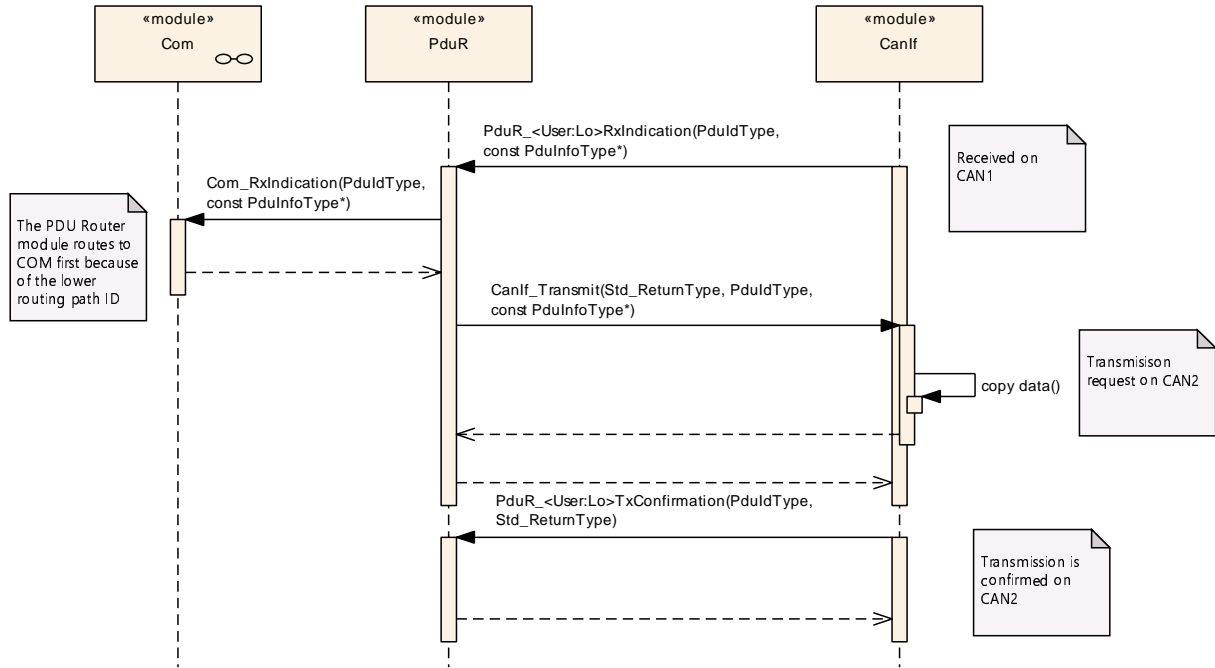 «module»
Com
«module»
PduR
«module»
CanIf
PduR_<User:Lo>RxIndication(PduIdType,
const PduInfoType*)
Received on
CAN1
Com_RxIndication(PduIdType,
const PduInfoType*)
The PDU Router
module routes to
COM first because
of the lower
routing path ID
CanIf_Transmit(Std_ReturnType, PduIdType,
const PduInfoType*)
Transmisison
request on CAN2
copy data()
PduR_<User:Lo>TxConfirmation(PduIdType,
Std_ReturnType)
Transmission is
confirmed on
CAN2